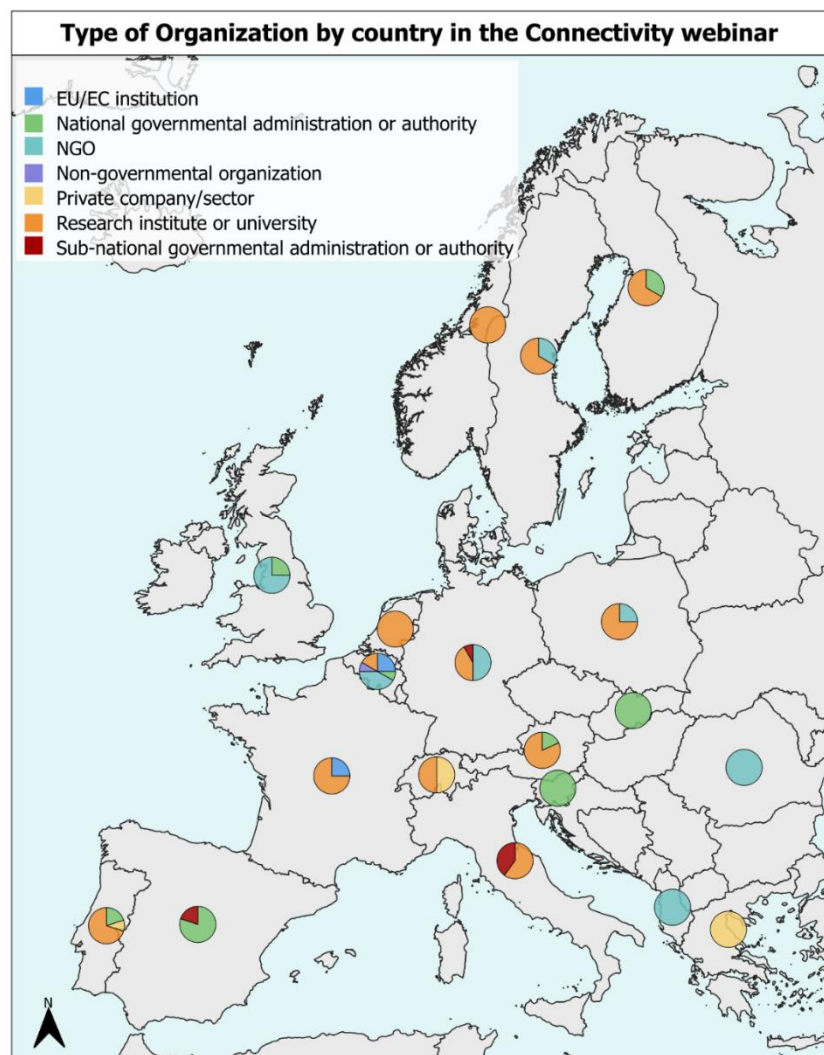 Type of Organization by country in the Connectivity webinar
EU/EC institution
National governmental administration or authority
NGO
Non-governmental organization
Private company/sector
Research institute or university
Sub-national governmental administration or authority
N